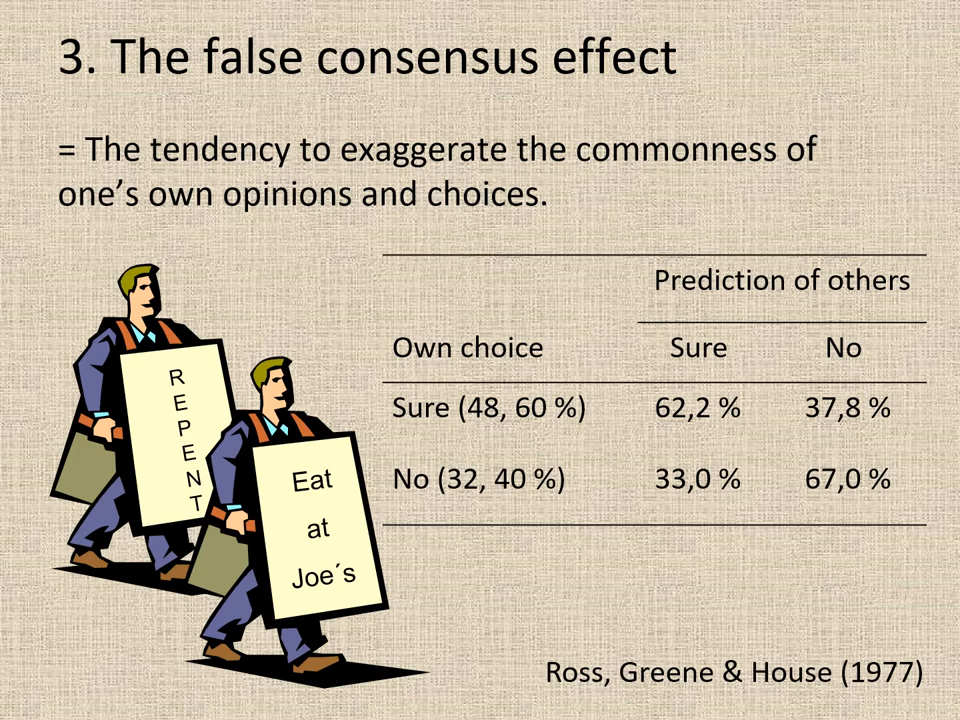 3. The false consensus effect
= The tendency to exaggerate the commonness of
one’s own opinions and choices.
Prediction of others
Own choice Sure No
Sure (48, 60 %) 62,2 % 37,8 %
No (32, 40 %) 33,0 % 67,0 %
R
E
P
E
N
T
Eat
at
Joe´s
Ross, Greene & House (1977)